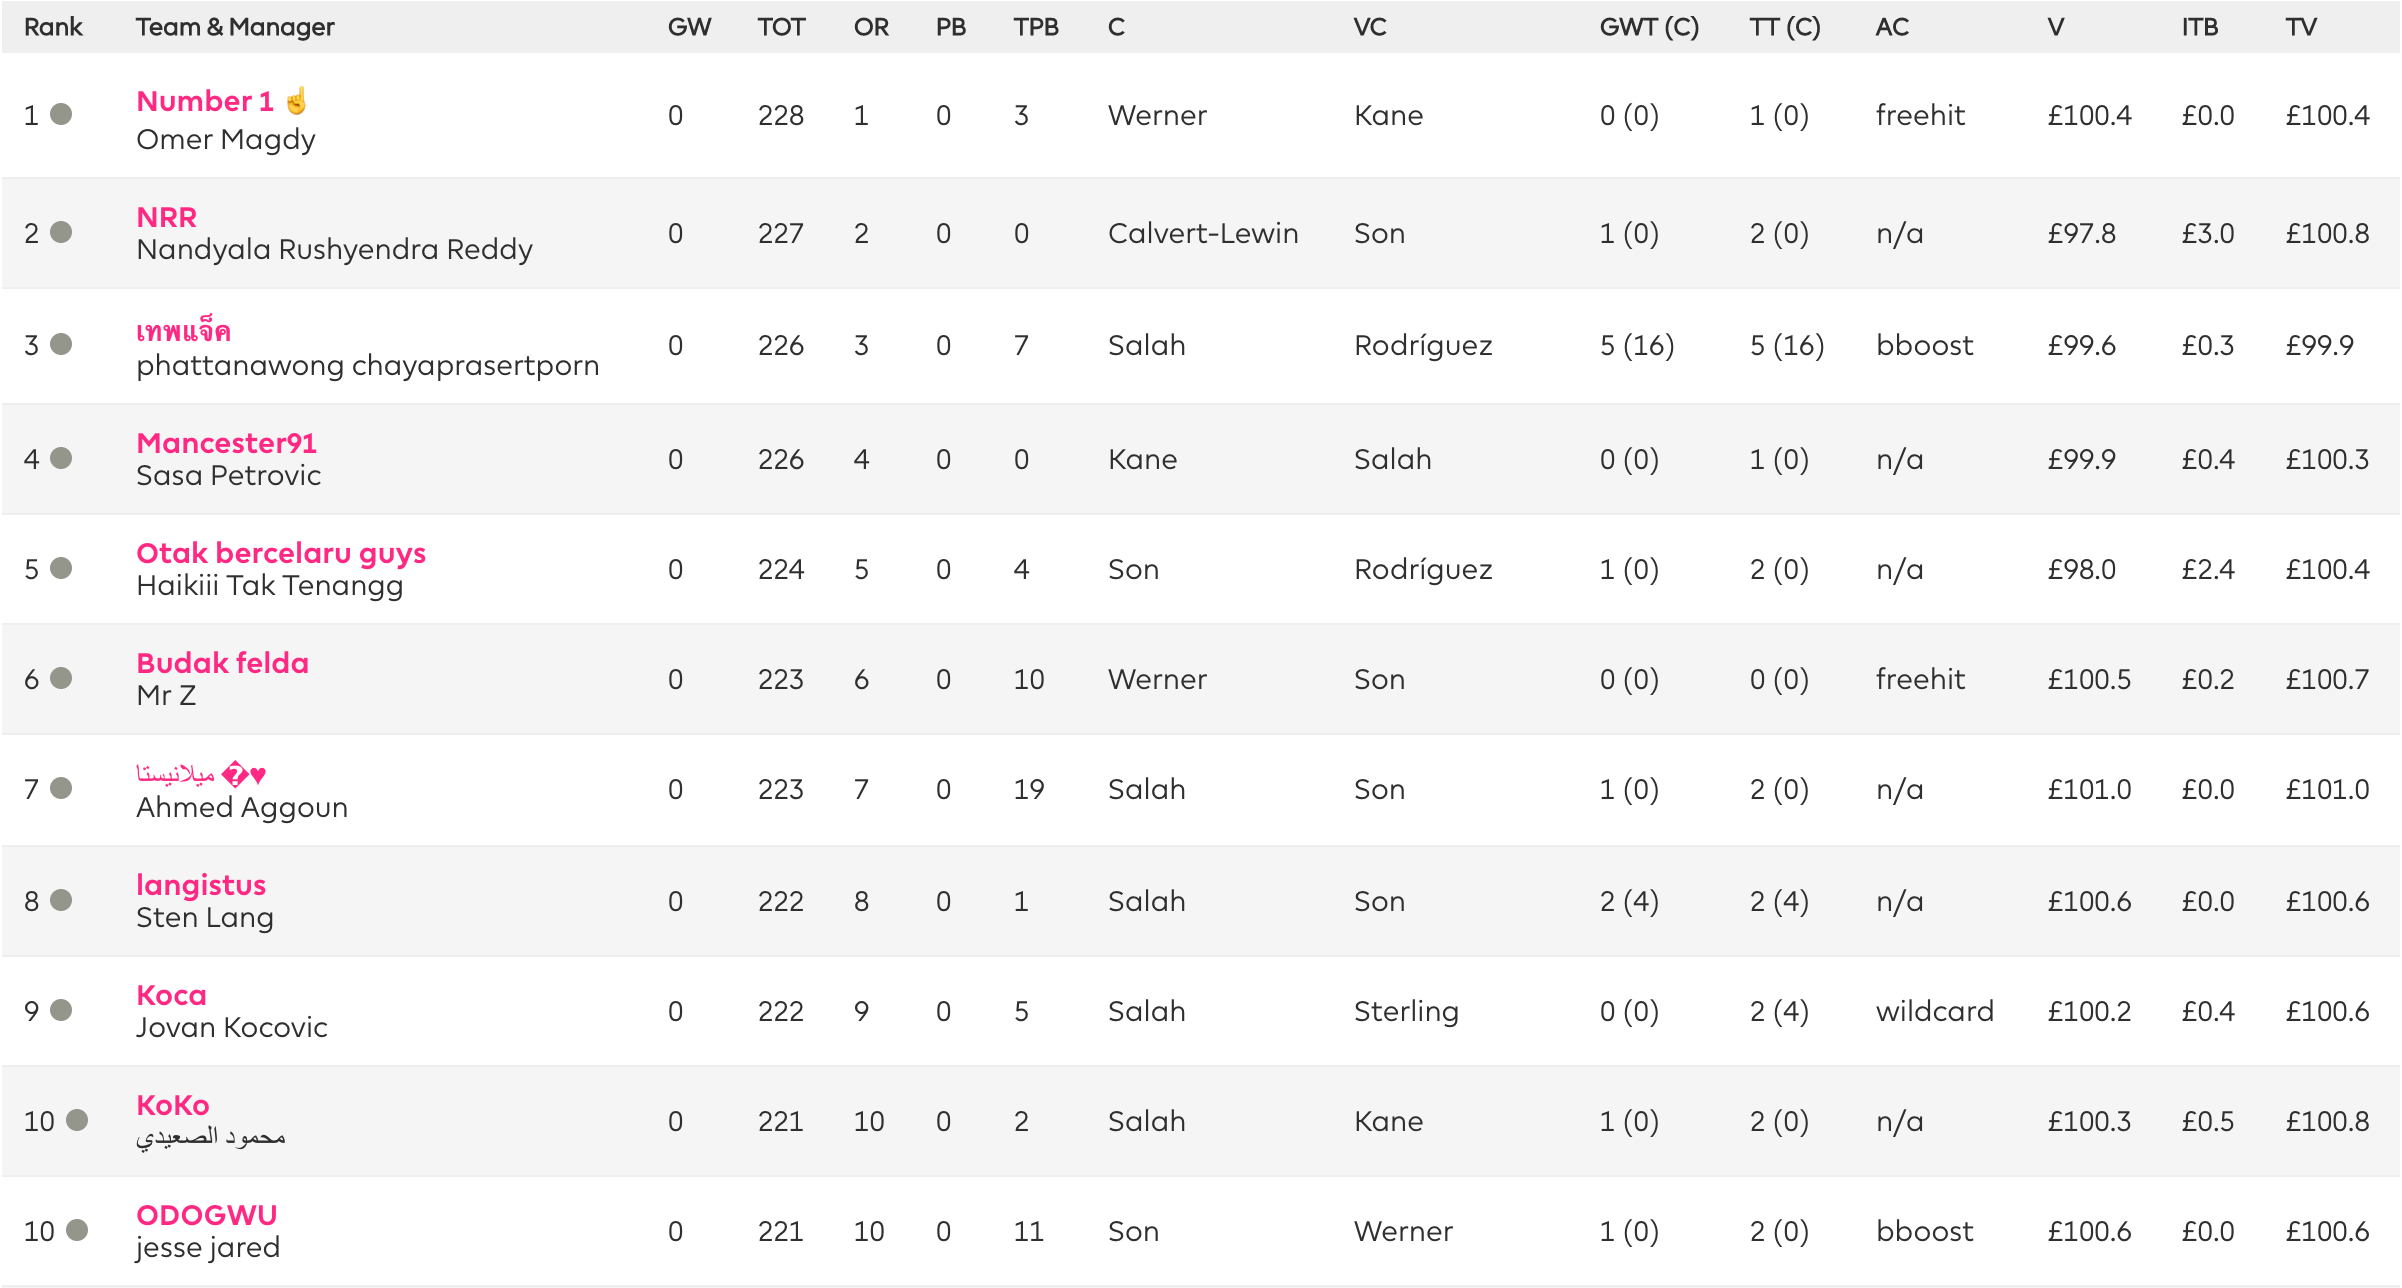 Rank Team & Manager GW TOT OR PB TPB C VC GWT (C) TT (C) AC V ITB TV
Number 1 ☝
1 0 228 1 0 3 Werner Kane 0 (0) 1 (0) freehit £100.4 £0.0 £100.4
Omer Magdy
NRR
2 0 227 2 0 0 Calvert-Lewin Son 1 (0) 2 (0) n/a £97.8 £3.0 £100.8
Nandyala Rushyendra Reddy
เทพแจ็ค
3 0 226 3 0 7 Salah Rodríguez 5 (16) 5 (16) bboost £99.6 £0.3 £99.9
phattanawong chayaprasertporn
Mancester91
4 0 226 4 0 0 Kane Salah 0 (0) 1 (0) n/a £99.9 £0.4 £100.3
Sasa Petrovic
Otak bercelaru guys
5 0 224 5 0 4 Son Rodríguez 1 (0) 2 (0) n/a £98.0 £2.4 £100.4
Haikiii Tak Tenangg
Budak felda
6 0 223 6 0 10 Werner Son 0 (0) 0 (0) freehit £100.5 £0.2 £100.7
Mr Z
ميلانيستا �♥
7 0 223 7 0 19 Salah Son 1 (0) 2 (0) n/a £101.0 £0.0 £101.0
Ahmed Aggoun
langistus
8 0 222 8 0 1 Salah Son 2 (4) 2 (4) n/a £100.6 £0.0 £100.6
Sten Lang
Koca
9 0 222 9 0 5 Salah Sterling 0 (0) 2 (4) wildcard £100.2 £0.4 £100.6
Jovan Kocovic
KoKo
10 0 221 10 0 2 Salah Kane 1 (0) 2 (0) n/a £100.3 £0.5 £100.8
محمود الصعيدي
ODOGWU
10 0 221 10 0 11 Son Werner 1 (0) 2 (0) bboost £100.6 £0.0 £100.6
jesse jared